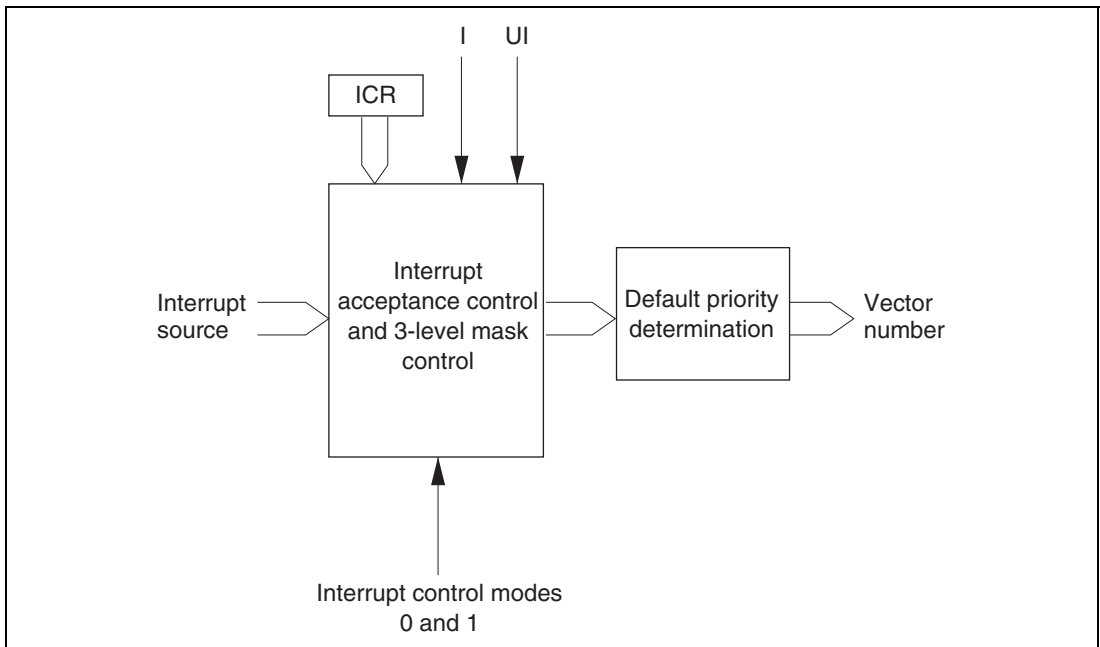 I
UI
ICR
Interrupt
acceptance control
and 3-level mask
control
Interrupt
source
Default priority
determination
Vector
number
Interrupt control modes
0 and 1